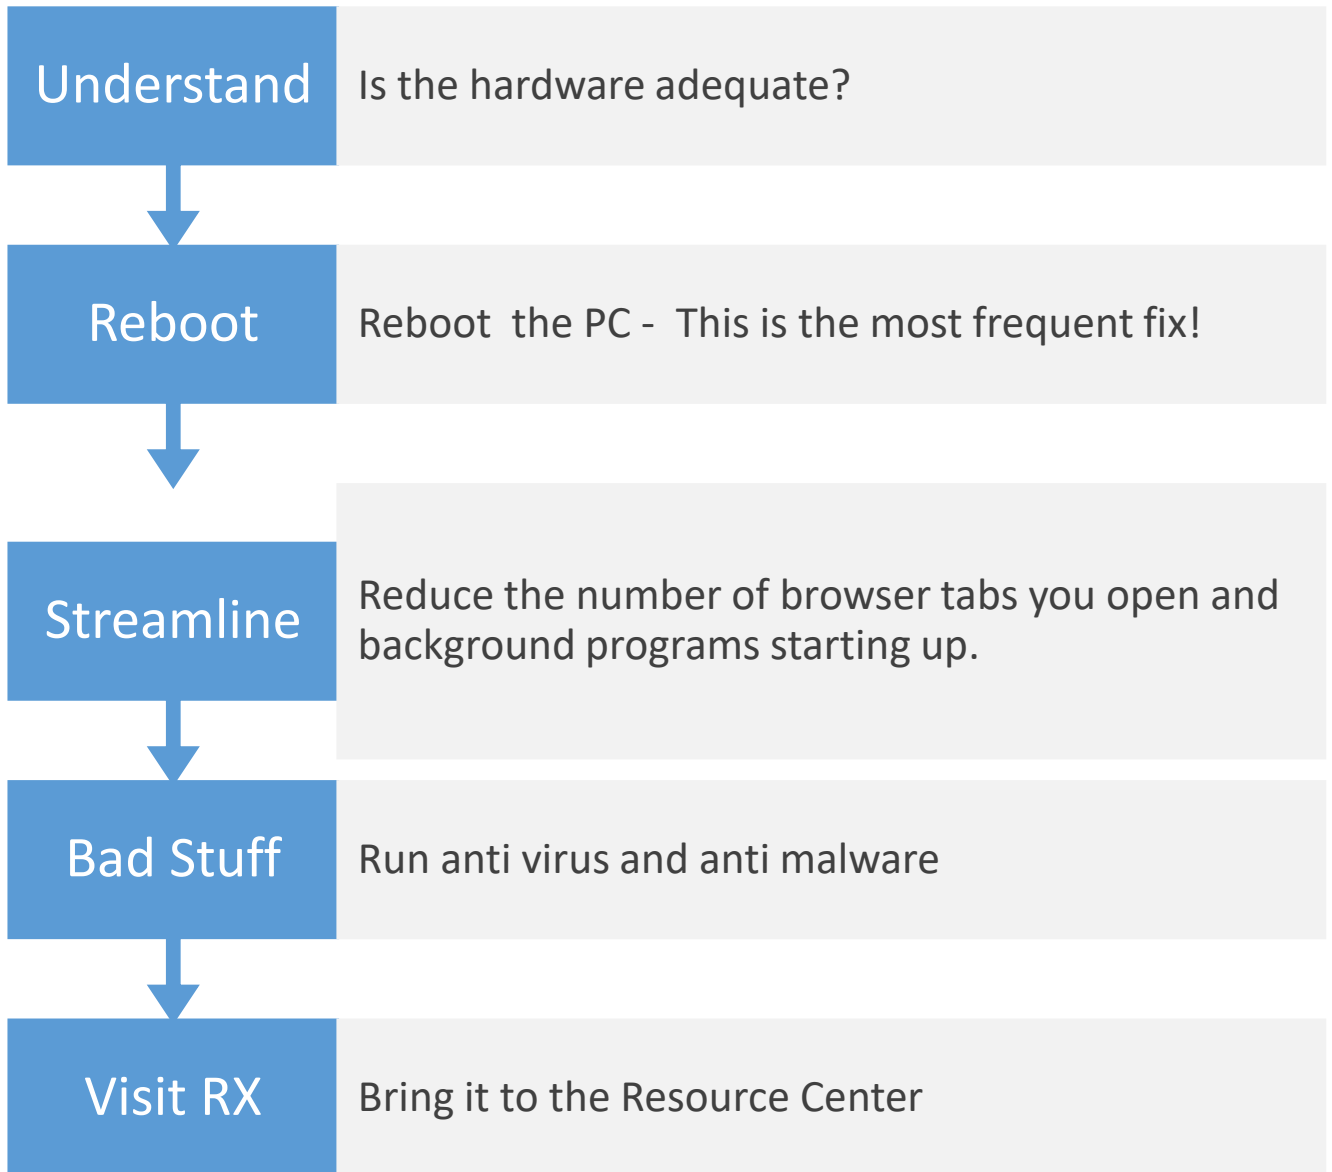 Understand
Is the hardware adequate?
Reboot
Reboot  the PC -  This is the most frequent fix!
Streamline
Reduce the number of browser tabs you open and
background programs starting up.
Bad Stuff
Run anti virus and anti malware
Visit RX
Bring it to the Resource Center